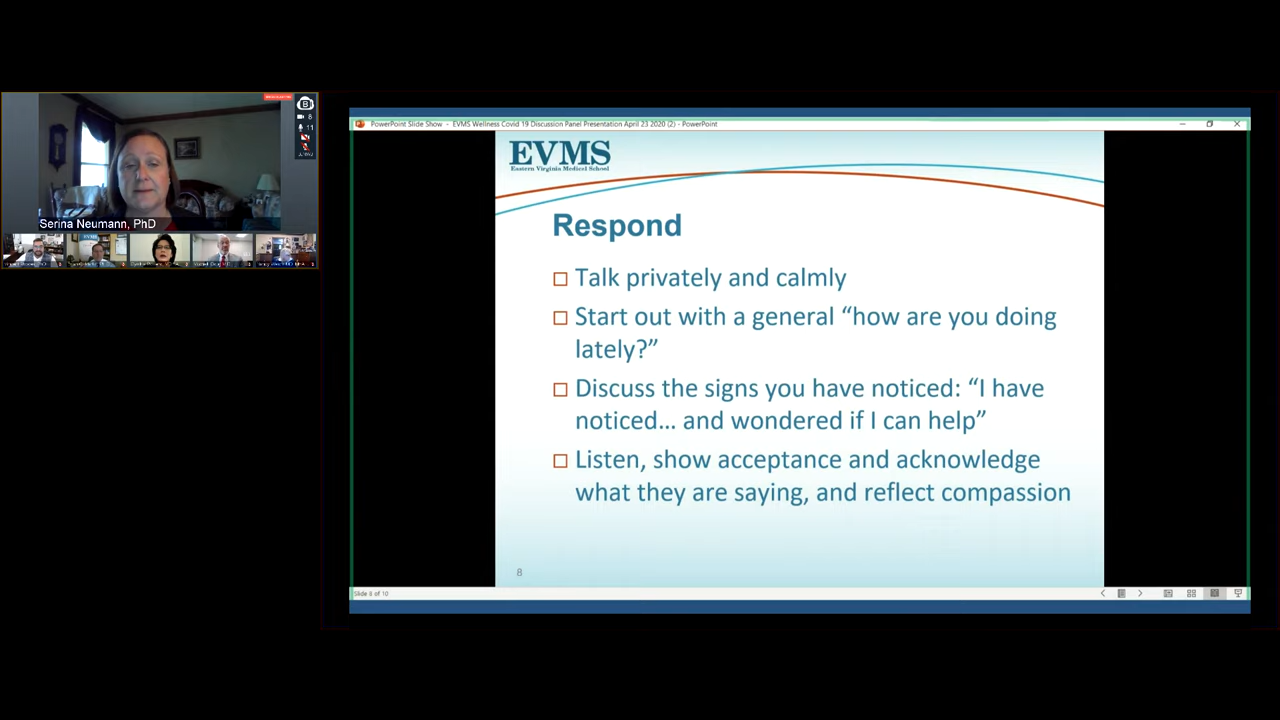 B
8
11
Serina Neumann, PhD
PowerPoint Slide Show - EVMS Wellness Covid 19 Discussion Panel Presentation April 23 2020 (2) - PowerPoint
EVMS
Eastern Virginia Medical School
Respond
Talk privately and calmly
Start out with a general “how are you doing
lately?”
Discuss the signs you have noticed: “I have
noticed… and wondered if I can help”
Listen, show acceptance and acknowledge
what they are saying, and reflect compassion
8
Slide 8 of 10